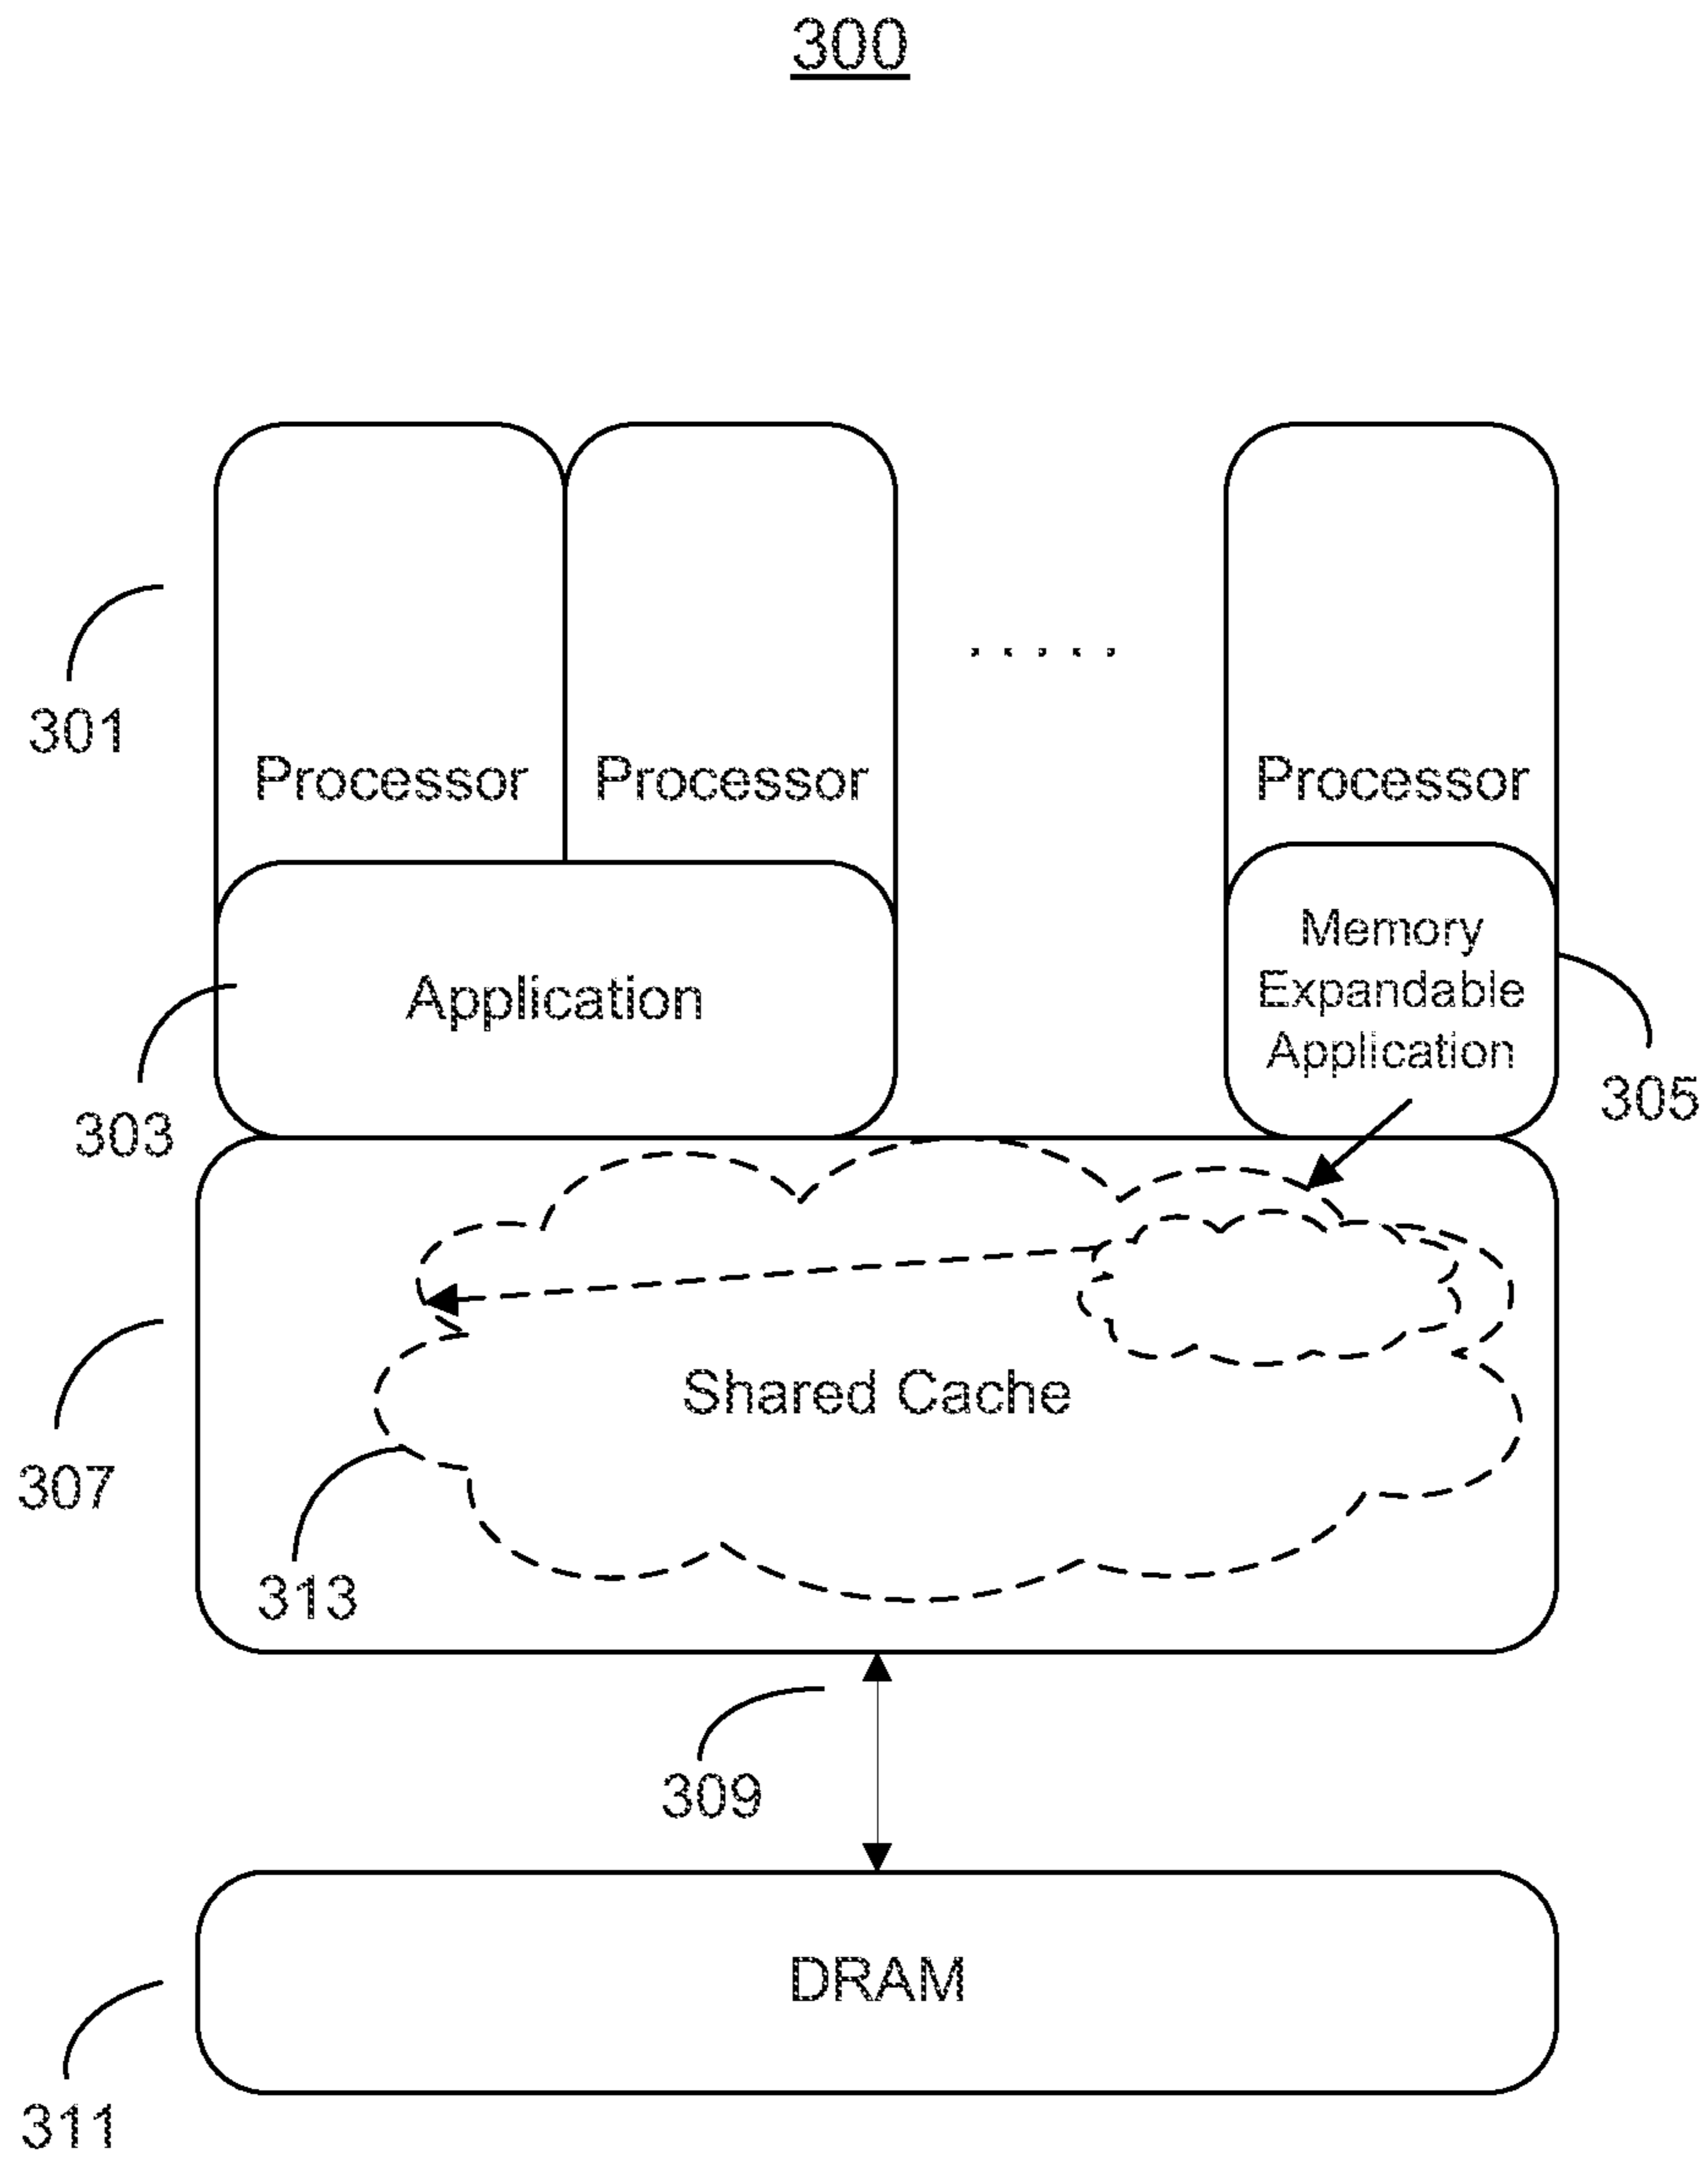 300
301
Processor
Processor
.....
Processor
Memory
Expandable
Application
Application
303
305
307
Shared Cache
313
309
DRAM
311